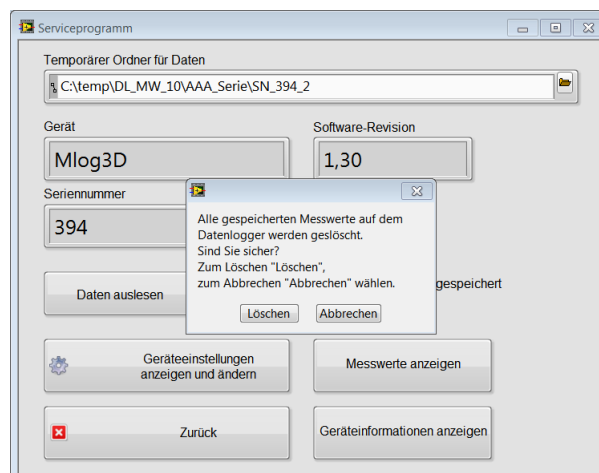 Serviceprogramm
Temporärer Ordner für Daten
C:\temp\DL_MW_10\AAA_Serie\SN_394_2
Gerät
Software-Revision
Mlog3D
1,30
Seriennummer
394
Alle gespeicherten Messwerte auf dem
Datenlogger werden geslöscht.
Sind Sie sicher?
Zum Löschen "Löschen",
zum Abbrechen "Abbrechen" wählen.
Löschen
Abbrechen
Daten auslesen
gespeichert
Geräteeinstellungen
anzeigen und ändern
Messwerte anzeigen
Zurück
Geräteinformationen anzeigen